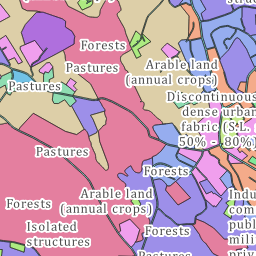 Forests
Pastures
Arable land
(annual crops)
Pastures
Discontinuous
dense urban
fabric (S.L.
50% - 80%)
Pastures
Forests
Arable land
(annual crops)
Forests
Isolated
structures
Forests
Pastures